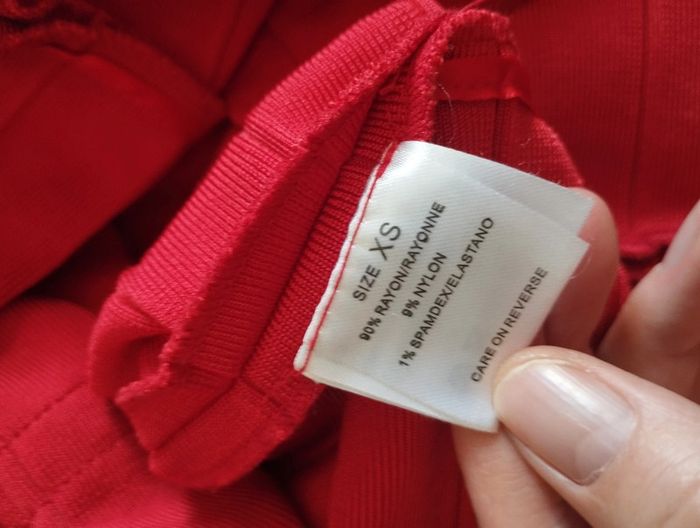 SIZE XS
90% RAYON/RAYONNE
9% NYLON
1% SPAMDEX/ELASTANO
CARE ON REVERSE